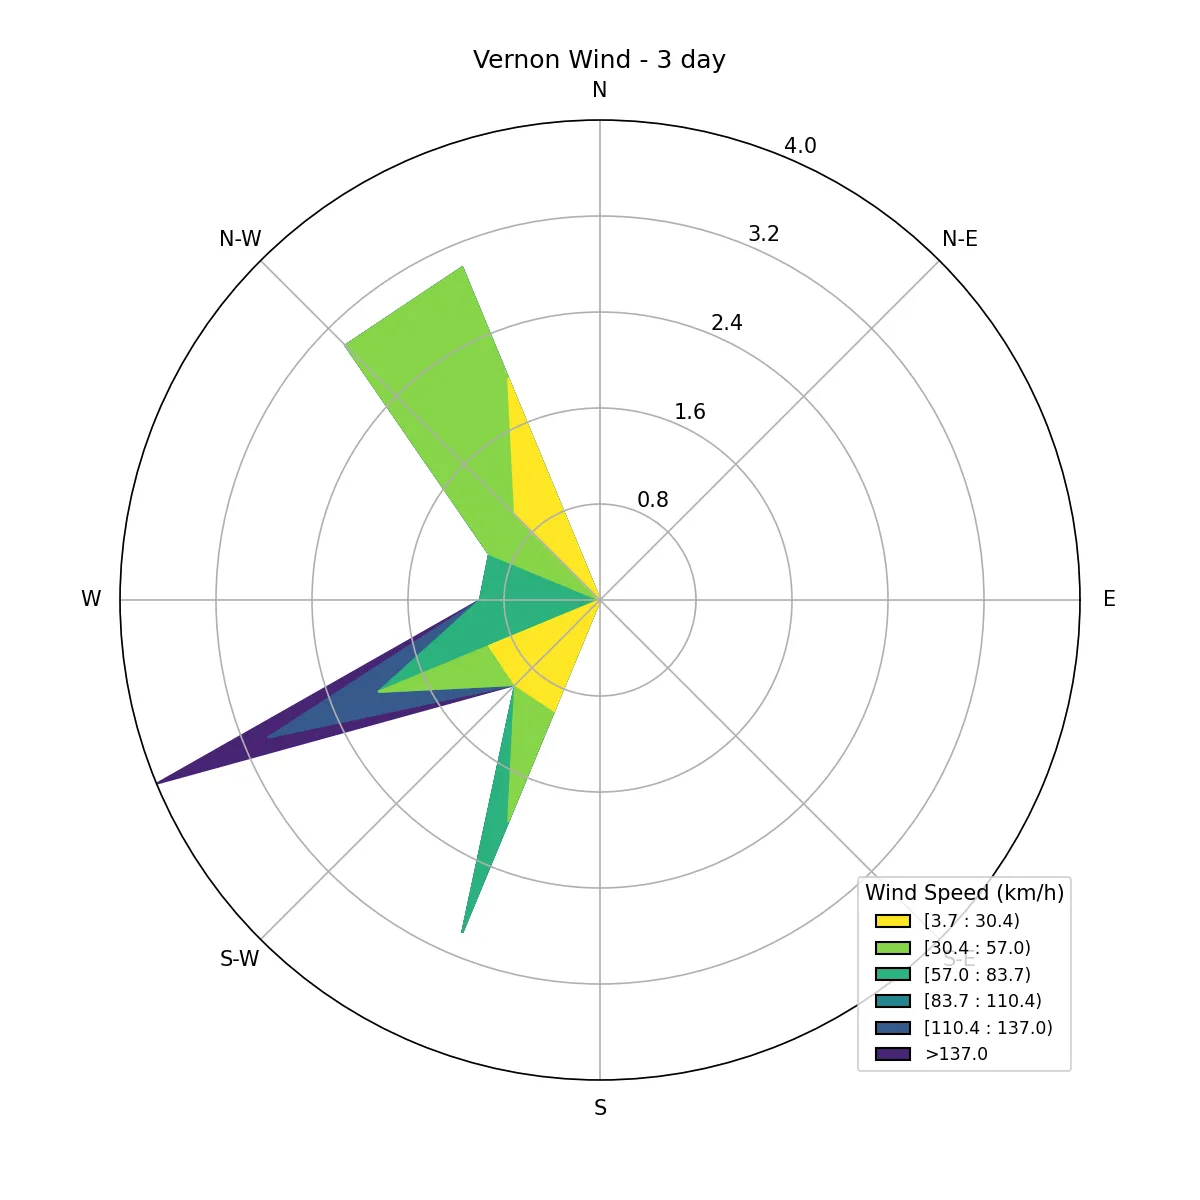 Vernon Wind - 3 day
N
4.0
N-W
3.2
N-E
2.4
1.6
0.8
W
E
S-W
S-E
S
Wind Speed (km/h)
[3.7 : 30.4)
[30.4 : 57.0)
[57.0 : 83.7)
[83.7 : 110.4)
[110.4 : 137.0)
>137.0